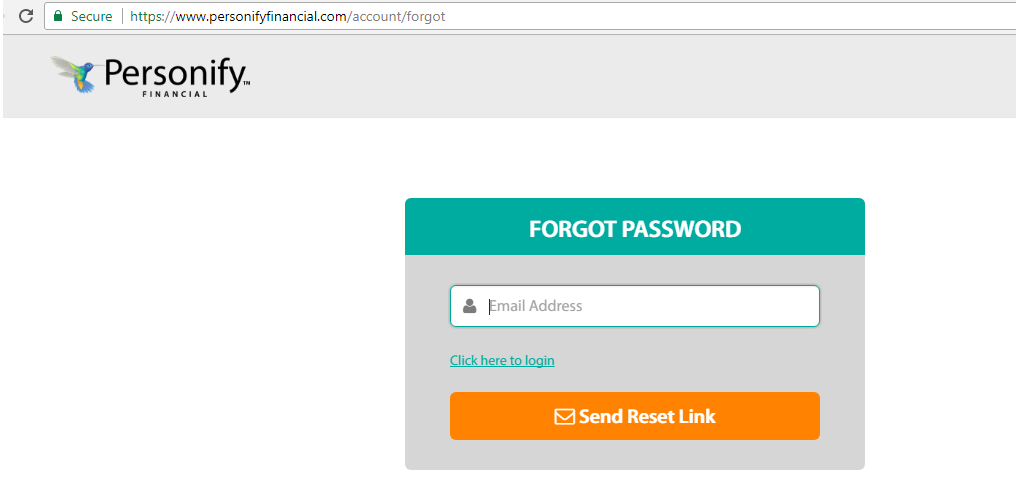 Secure https://www.personifyfinancial.com/account/forgot
Personify™
FINANCIAL
FORGOT PASSWORD
Email Address
Click here to login
Send Reset Link